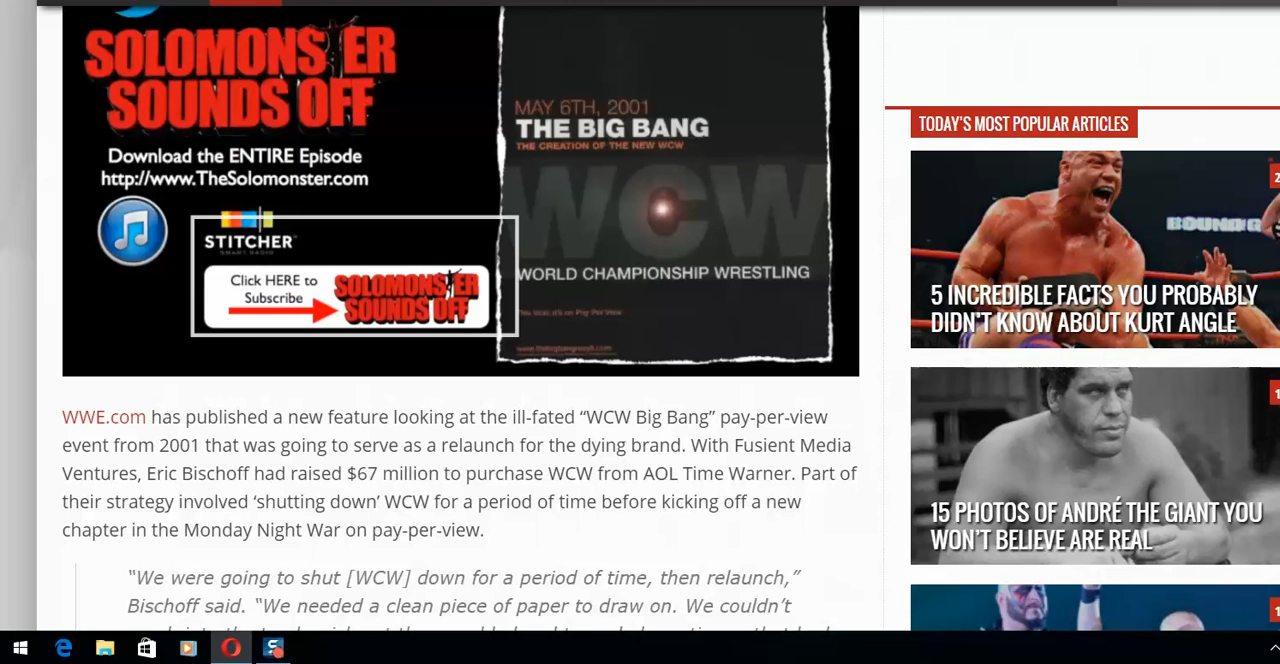 SOLOMONSTER
SOUNDS OFF
Download the ENTIRE Episode
http://www.TheSolomonster.com
STITCHER
SMART RADIO
Click HERE to
Subscribe
SOLOMONSTER
SOUNDS OFF
MAY 6TH, 2001
THE BIG BANG
THE CREATION OF THE NEW WCW
WCW
WORLD CHAMPIONSHIP WRESTLING
WWE.com has published a new feature looking at the ill-fated “WCW Big Bang” pay-per-view
event from 2001 that was going to serve as a relaunch for the dying brand. With Fusient Media
Ventures, Eric Bischoff had raised $67 million to purchase WCW from AOL Time Warner. Part of
their strategy involved ‘shutting down’ WCW for a period of time before kicking off a new
chapter in the Monday Night War on pay-per-view.
“We were going to shut [WCW] down for a period of time, then relaunch,”
Bischoff said. “We needed a clean piece of paper to draw on. We couldn’t
TODAY'S MOST POPULAR ARTICLES
5 INCREDIBLE FACTS YOU PROBABLY
DIDN'T KNOW ABOUT KURT ANGLE
15 PHOTOS OF ANDRÉ THE GIANT YOU
WON'T BELIEVE ARE REAL